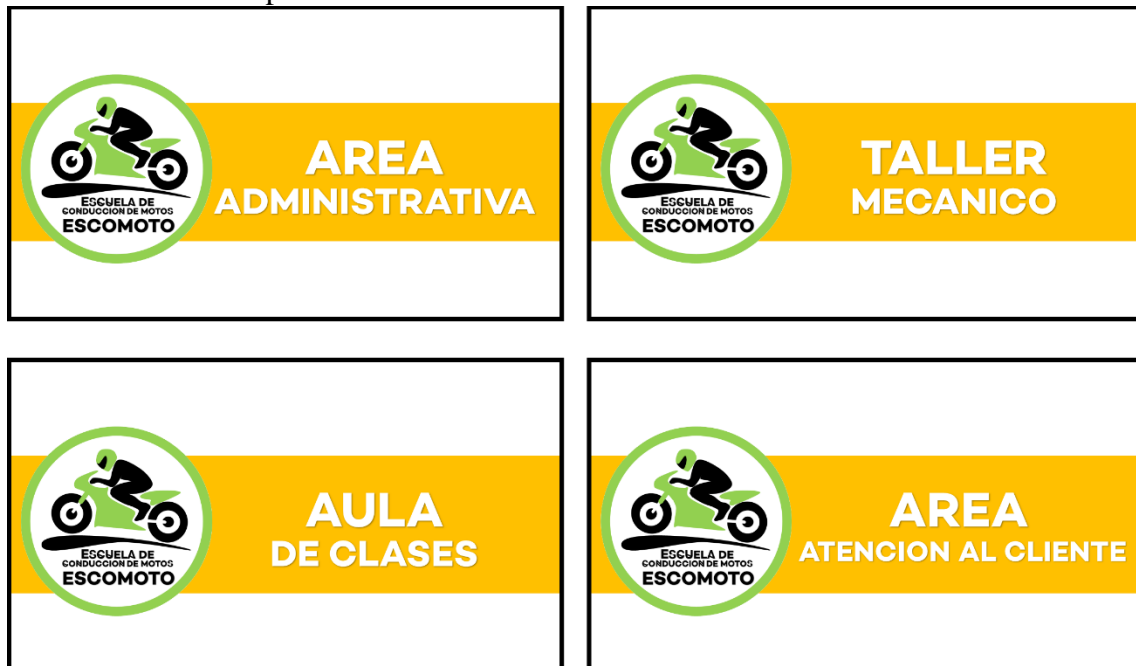 ESCUELA DE
CONDUCCION DE MOTOS
ESCOMOTO
AREA
ADMINISTRATIVA
ESCUELA DE
CONDUCCION DE MOTOS
ESCOMOTO
TALLER
MECANICO
ESCUELA DE
CONDUCCION DE MOTOS
ESCOMOTO
AULA
DE CLASES
ESCUELA DE
CONDUCCION DE MOTOS
ESCOMOTO
AREA
ATENCION AL CLIENTE